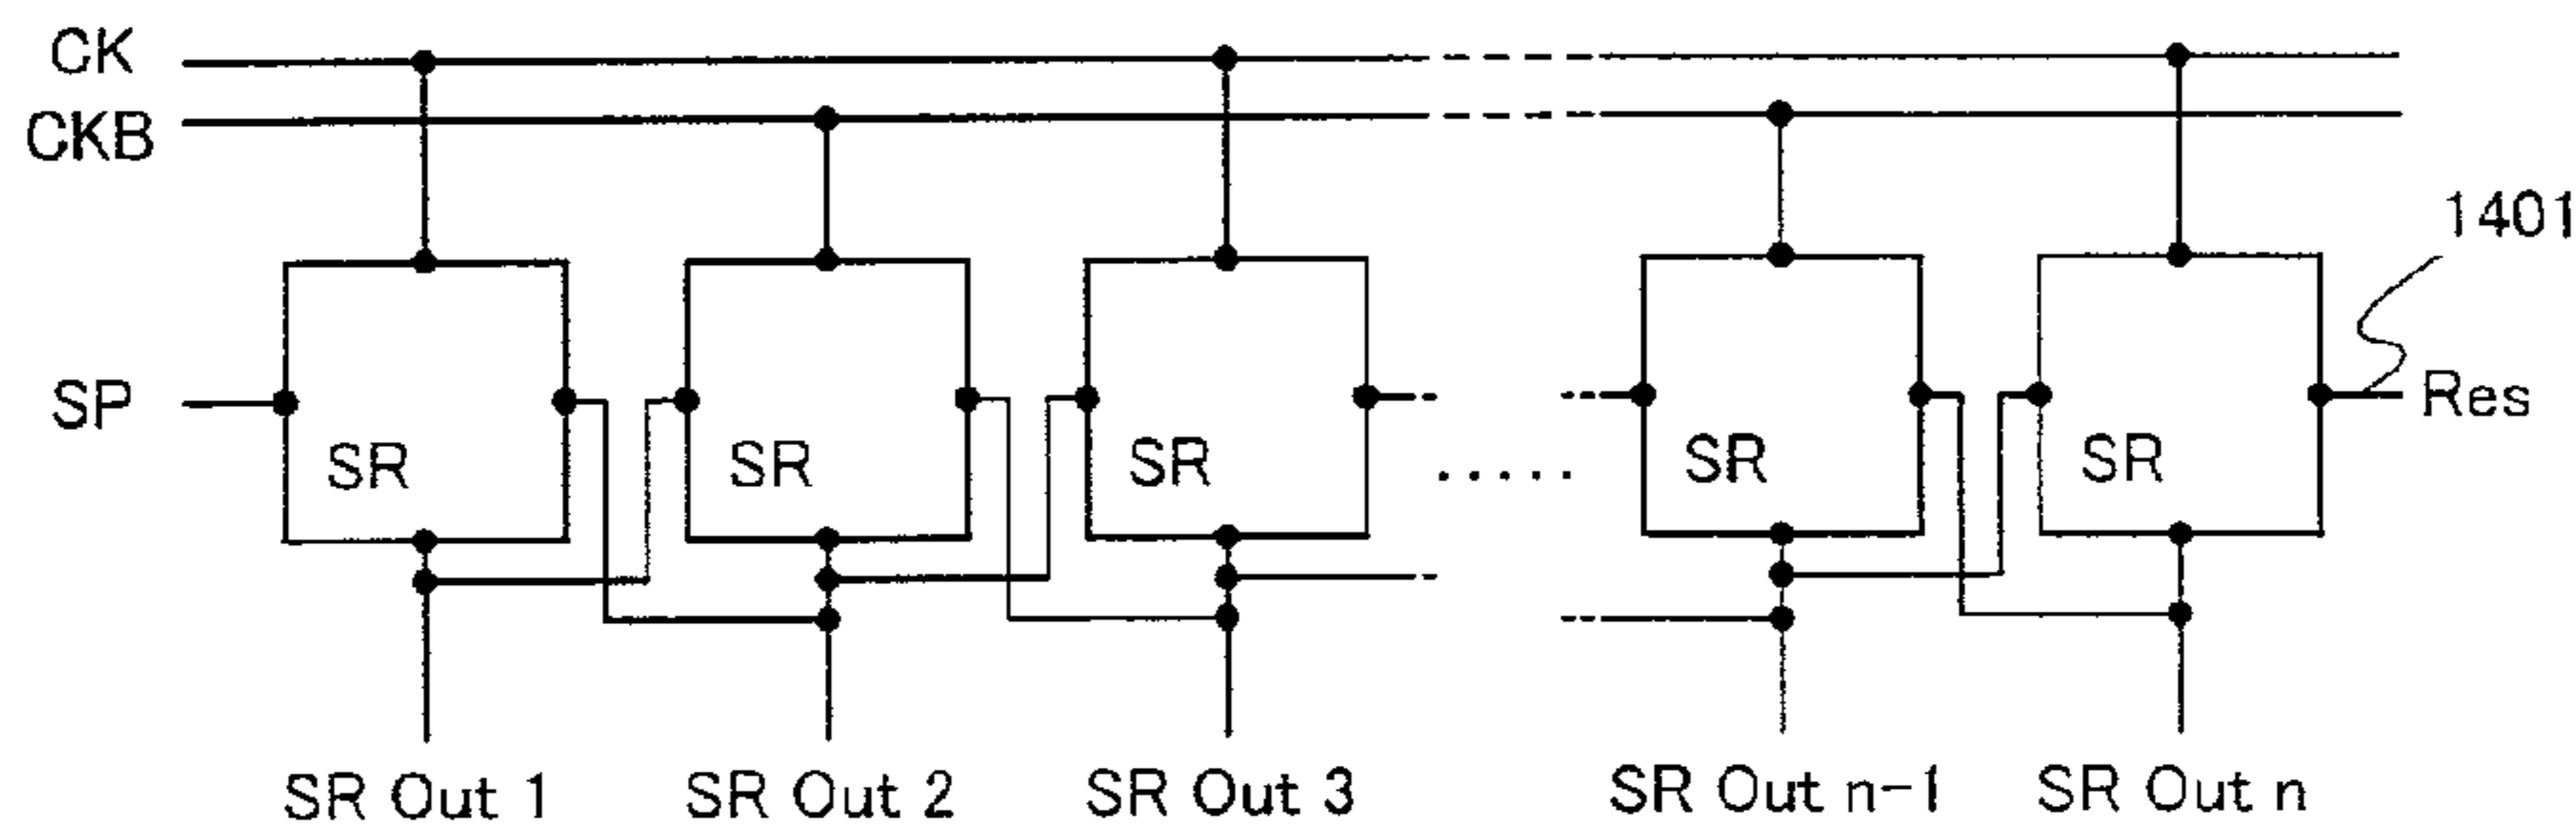 CK
CKB
1401
SP
Res
SR
SR
SR
.....
SR
SR
SR Out 1
SR Out 2
SR Out 3
SR Out n-1
SR Out n